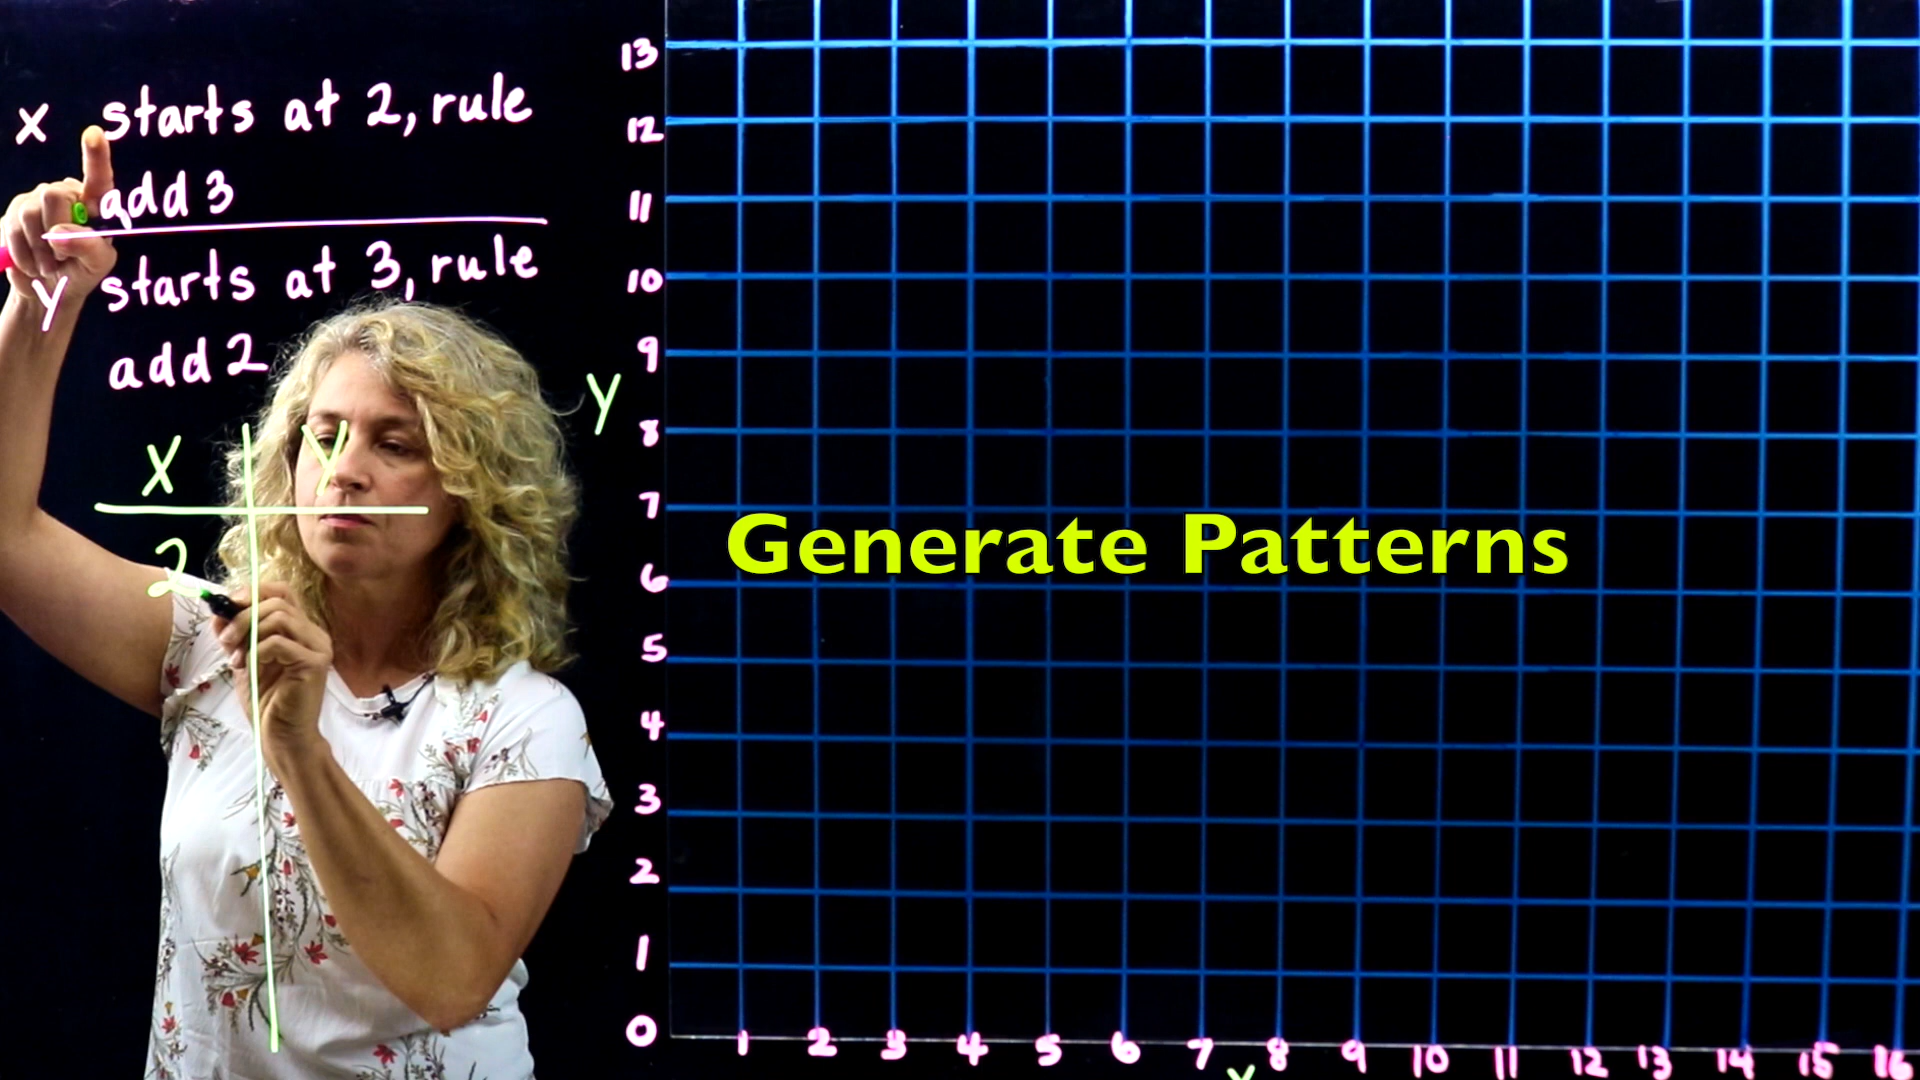 x starts at 2, rule
add 3
y starts at 3, rule
add 2
X Y
2
y
13
12
11
10
9
8
7
6
5
4
3
2
1
0
Generate Patterns
1 2 3 4 5 6 7 8 9 10 11 12 13 14 15 16